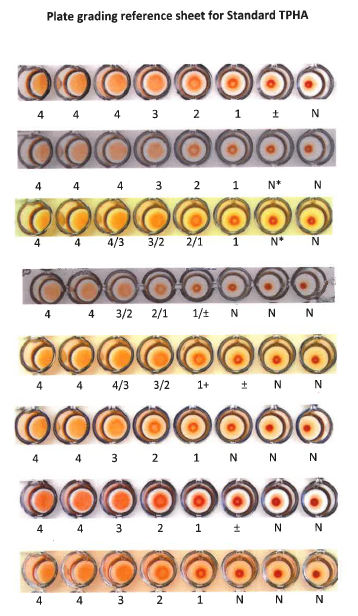 Plate grading reference sheet for Standard TPHA
4 4 4 3 2 1 ± N
4 4 4 3 2 1 N* N
4 4 4/3 3/2 2/1 1 N* N
4 4 3/2 2/1 1/± N N N
4 4 4/3 3/2 1+ ± N N
4 4 3 2 1 N N N
4 4 3 2 1 ± N N
4 4 3 2 1 N N N